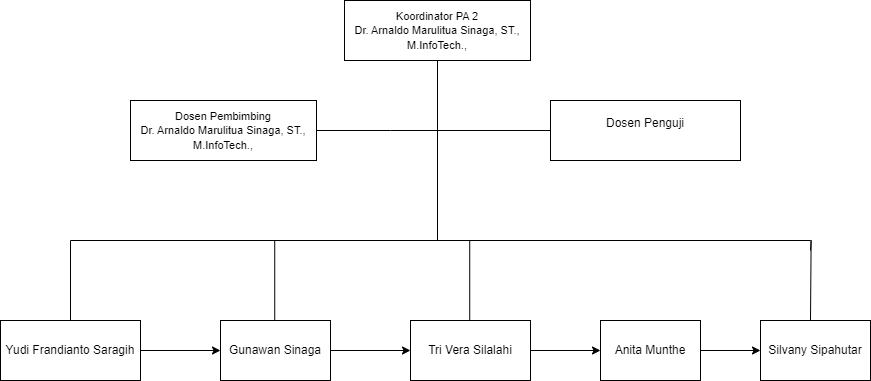 Koordinator PA 2
Dr. Arnaldo Marulitua Sinaga, ST.,
M.InfoTech.,
Dosen Pembimbing
Dr. Arnaldo Marulitua Sinaga, ST.,
M.InfoTech.,
Dosen Penguji
Yudi Frandianto Saragih
Gunawan Sinaga
Tri Vera Silalahi
Anita Munthe
Silvany Sipahutar